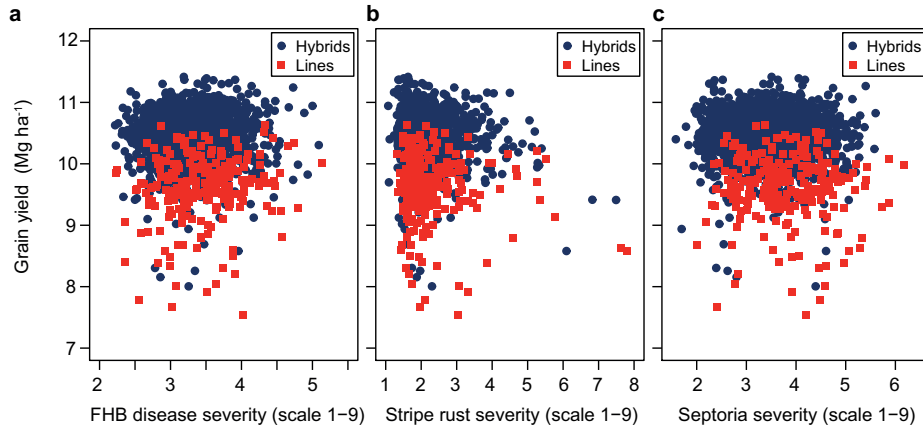 a
b
c
Hybrids
Lines
Hybrids
Lines
Hybrids
Lines
Grain yield (Mg ha⁻¹)
12
11
10
9
8
7
2 3 4 5
1 2 3 4 5 6 7 8
2 3 4 5 6
FHB disease severity (scale 1–9)
Stripe rust severity (scale 1–9)
Septoria severity (scale 1–9)